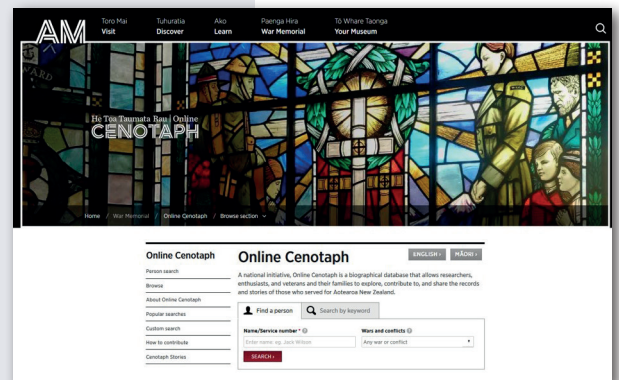 AM
Toro Mai
Visit
Tuhuratia
Discover
Ako
Learn
Paenga Hira
War Memorial
Tō Whare Taonga
Your Museum
He Toa Taumata Rau | Online
CENOTAPH
Home / War Memorial / Online Cenotaph / Browse section
Online Cenotaph
Person search
Browse
About Online Cenotaph
Popular searches
Custom search
How to contribute
Cenotaph Stories
Online Cenotaph
ENGLISH ›
MĀORI ›
A national initiative, Online Cenotaph is a biographical database that allows researchers,
enthusiasts, and veterans and their families to explore, contribute to, and share the records
and stories of those who served for Aotearoa New Zealand.
Find a person
Search by keyword
Name/Service number *
Enter name eg. Jack Wilson
Wars and conflicts
Any war or conflict
SEARCH ›